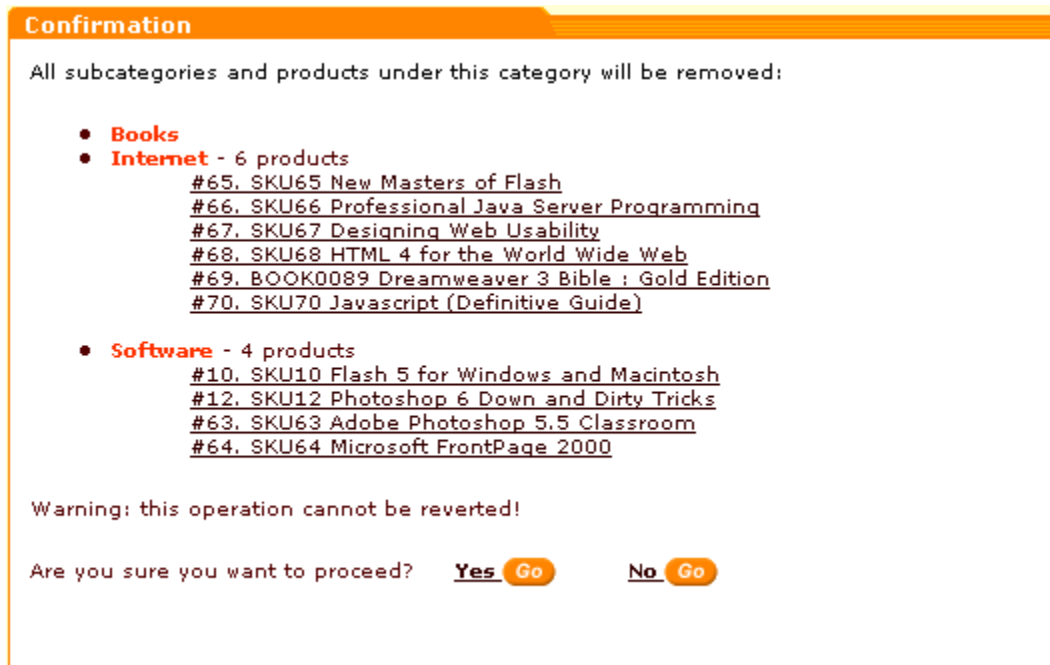 Confirmation
All subcategories and products under this category will be removed:
• Books
• Internet - 6 products
#65. SKU65 New Masters of Flash
#66. SKU66 Professional Java Server Programming
#67. SKU67 Designing Web Usability
#68. SKU68 HTML 4 for the World Wide Web
#69. BOOK0089 Dreamweaver 3 Bible : Gold Edition
#70. SKU70 Javascript (Definitive Guide)
• Software - 4 products
#10. SKU10 Flash 5 for Windows and Macintosh
#12. SKU12 Photoshop 6 Down and Dirty Tricks
#63. SKU63 Adobe Photoshop 5.5 Classroom
#64. SKU64 Microsoft FrontPage 2000
Warning: this operation cannot be reverted!
Are you sure you want to proceed? Yes Go No Go